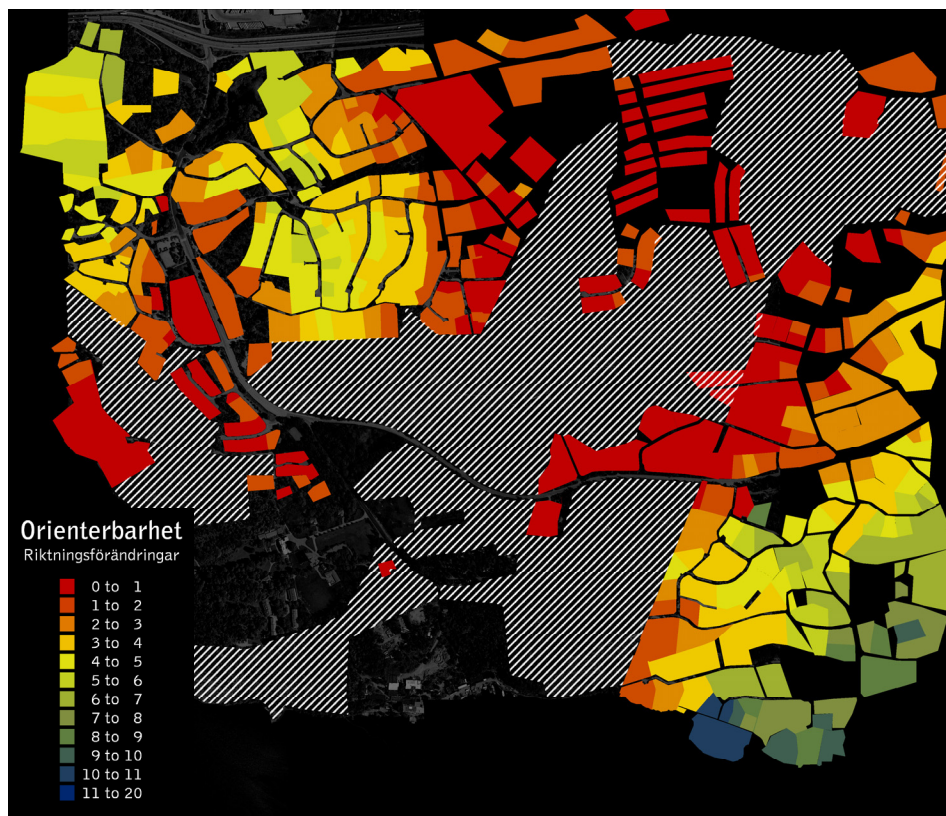 Orienterbarhet
Riktningsförändringar
0 to 1
1 to 2
2 to 3
3 to 4
4 to 5
5 to 6
6 to 7
7 to 8
8 to 9
9 to 10
10 to 11
11 to 20